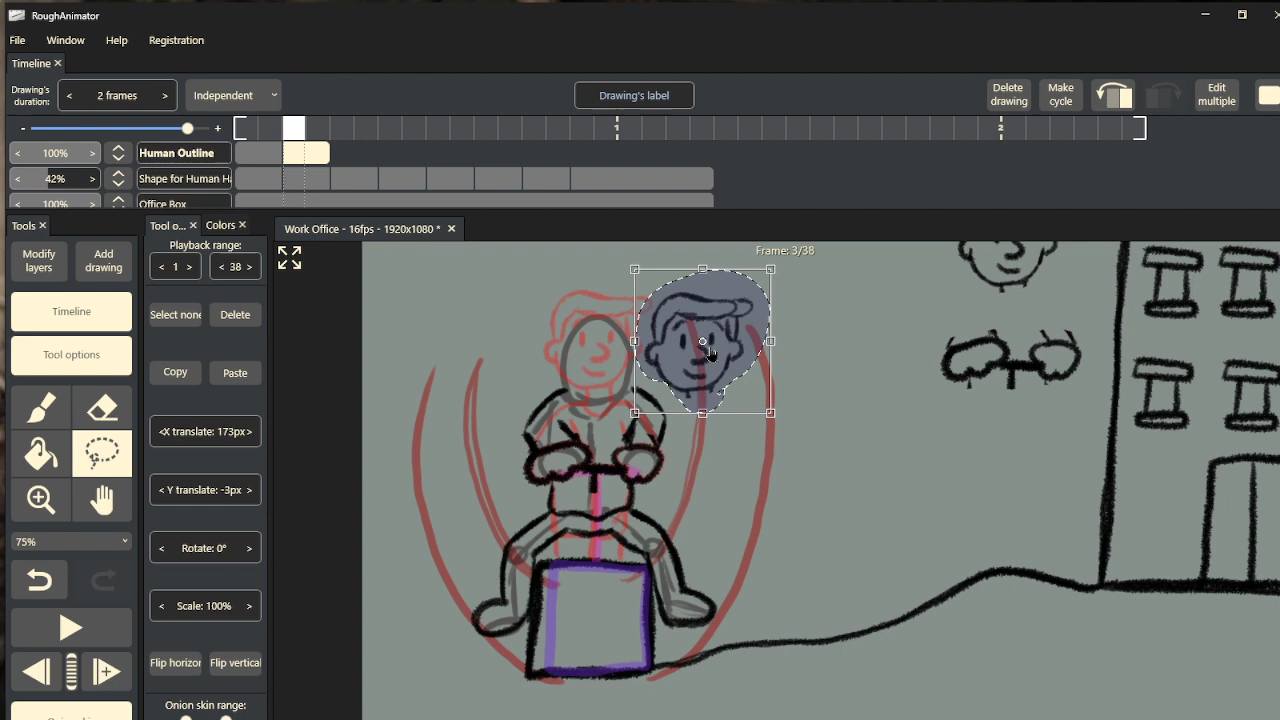 RoughAnimator
File Window Help Registration
Timeline ×
Drawing's duration: < 2 frames > Independent Drawing's label Delete drawing Make cycle Edit multiple
- + 1 2
< 100% > Human Outline
< 42% > Shape for Human H
< 100% > Office Box
Tools × Tool o... × Colors × Work Office - 16fps - 1920x1080 * ×
Modify layers Add drawing Playback range: Frame: 3/38
< 1 > < 38 >
Timeline Select none Delete
Tool options Copy Paste
<X translate: 173px>
< Y translate: -3px >
75% < Rotate: 0° >
< Scale: 100% >
Flip horizon Flip vertical
Onion skin range: